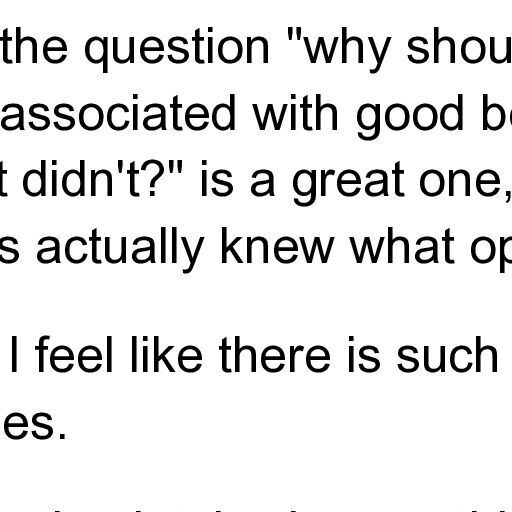 the question "why shou
associated with good b
t didn't?" is a great one,
s actually knew what op
I feel like there is such
es.